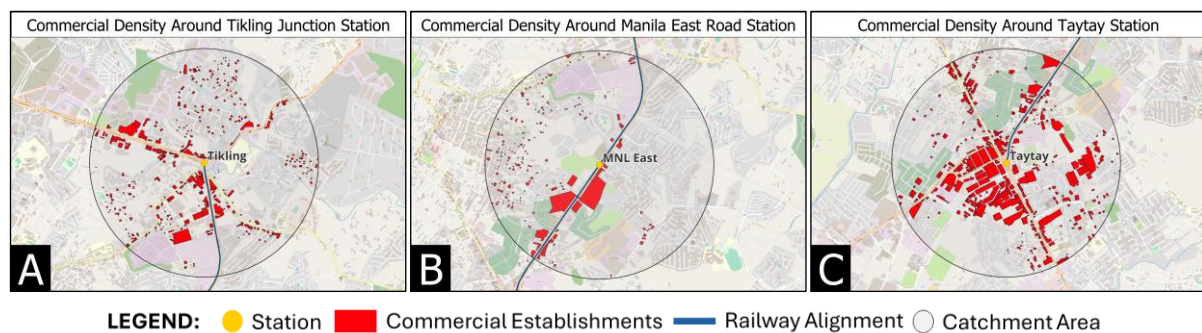 Commercial Density Around Tikling Junction Station
Commercial Density Around Manila East Road Station
Commercial Density Around Taytay Station
Tikling
MNL East
Taytay
A
B
C
LEGEND: Station Commercial Establishments Railway Alignment Catchment Area